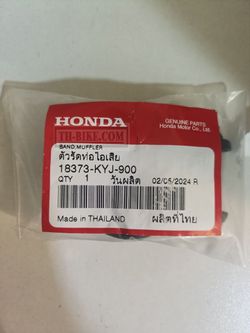 HONDA
GENUINE PARTS
Honda Motor Co., Ltd.
TH-BIKE.COM
BAND,MUFFLER
ตัวรัดท่อไอเสีย
18373-KYJ-900
QTY 1 วันผลิต 02/05/2024 R
Made in THAILAND ผลิตที่ไทย